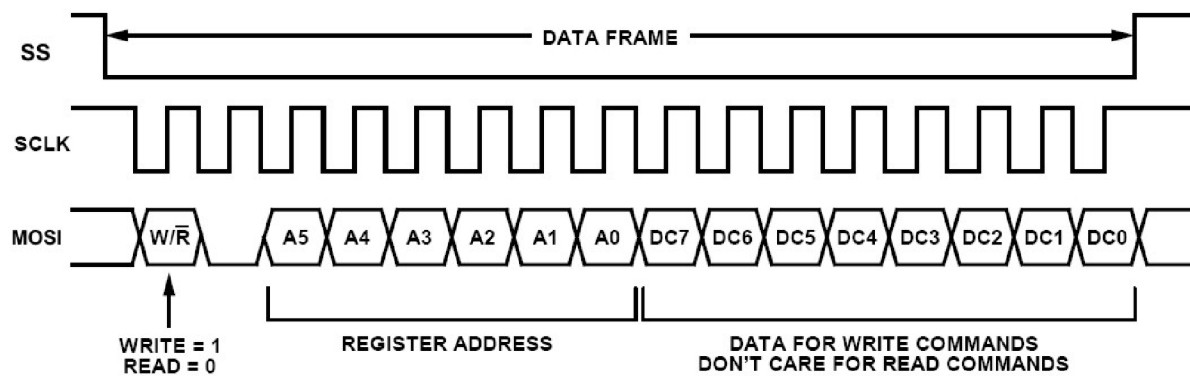 SS
DATA FRAME
SCLK
MOSI
W/R̅
A5 A4 A3 A2 A1 A0 DC7 DC6 DC5 DC4 DC3 DC2 DC1 DC0
WRITE = 1
READ = 0
REGISTER ADDRESS
DATA FOR WRITE COMMANDS
DON'T CARE FOR READ COMMANDS